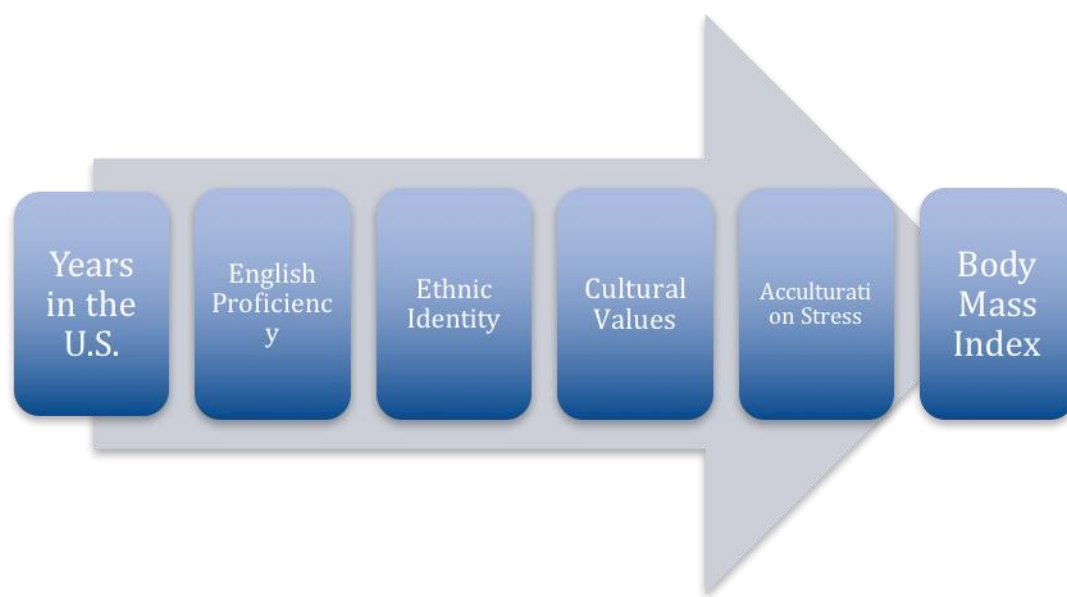 Years
in the
U.S.
English
Proficienc
y
Ethnic
Identity
Cultural
Values
Acculturati
on Stress
Body
Mass
Index